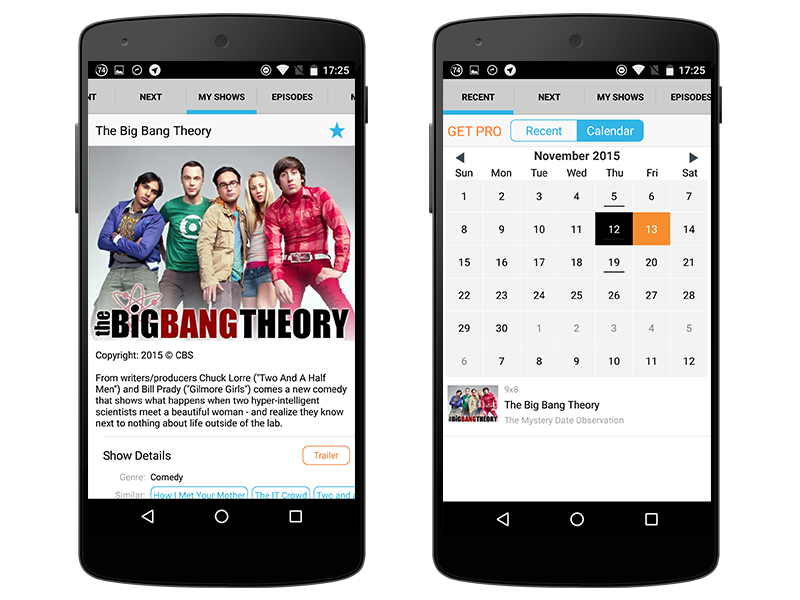 74
17:25
NT NEXT MY SHOWS EPISODES M
The Big Bang Theory
the BIG BANG THEORY
Copyright: 2015 © CBS
From writers/producers Chuck Lorre ("Two And A Half
Men") and Bill Prady ("Gilmore Girls") comes a new comedy
that shows what happens when two hyper-intelligent
scientists meet a beautiful woman - and realize they know
next to nothing about life outside of the lab.
Show Details Trailer
Genre: Comedy
Similar: How I Met Your Mother The IT Crowd Two and a
74
17:25
RECENT NEXT MY SHOWS EPISODES
GET PRO Recent Calendar
November 2015
Sun Mon Tue Wed Thu Fri Sat
1 2 3 4 5 6 7
8 9 10 11 12 13 14
15 16 17 18 19 20 21
22 23 24 25 26 27 28
29 30 1 2 3 4 5
6 7 8 9 10 11 12
9x8
The Big Bang Theory
The Mystery Date Observation
the BIG BANG THEORY